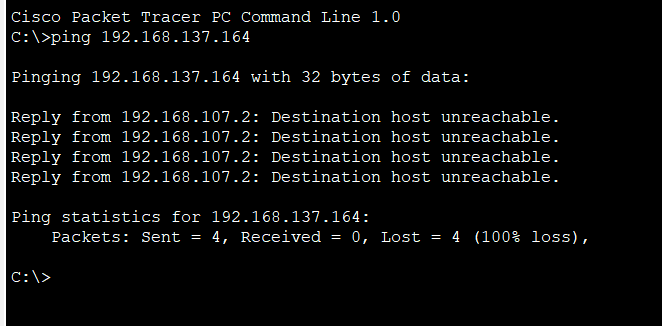 Cisco Packet Tracer PC Command Line 1.0
C:\>ping 192.168.137.164
Pinging 192.168.137.164 with 32 bytes of data:
Reply from 192.168.107.2: Destination host unreachable.
Reply from 192.168.107.2: Destination host unreachable.
Reply from 192.168.107.2: Destination host unreachable.
Reply from 192.168.107.2: Destination host unreachable.
Ping statistics for 192.168.137.164:
Packets: Sent = 4, Received = 0, Lost = 4 (100% loss),
C:\>